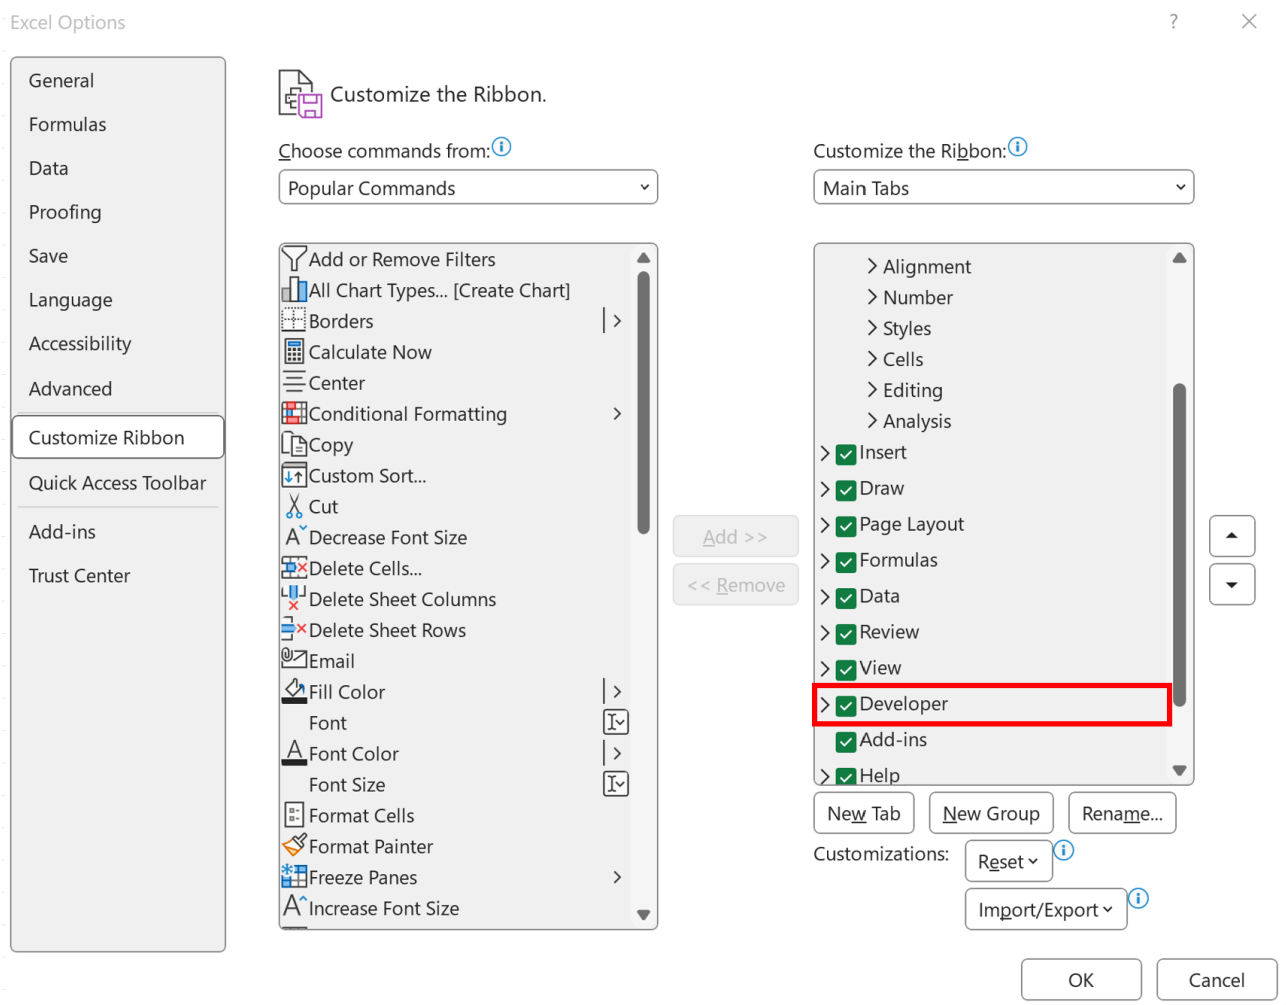 Excel Options
?
General
Formulas
Data
Proofing
Save
Language
Accessibility
Advanced
Customize Ribbon
Quick Access Toolbar
Add-ins
Trust Center
Customize the Ribbon.
Choose commands from:
Popular Commands
Add or Remove Filters
All Chart Types... [Create Chart]
Borders
Calculate Now
Center
Conditional Formatting
Copy
Custom Sort...
Cut
Decrease Font Size
Delete Cells...
Delete Sheet Columns
Delete Sheet Rows
Email
Fill Color
Font
Font Color
Font Size
Format Cells
Format Painter
Freeze Panes
Increase Font Size
Add >>
<< Remove
Customize the Ribbon:
Main Tabs
Alignment
Number
Styles
Cells
Editing
Analysis
Insert
Draw
Page Layout
Formulas
Data
Review
View
Developer
Add-ins
Help
New Tab
New Group
Rename...
Customizations:
Reset
Import/Export
OK
Cancel